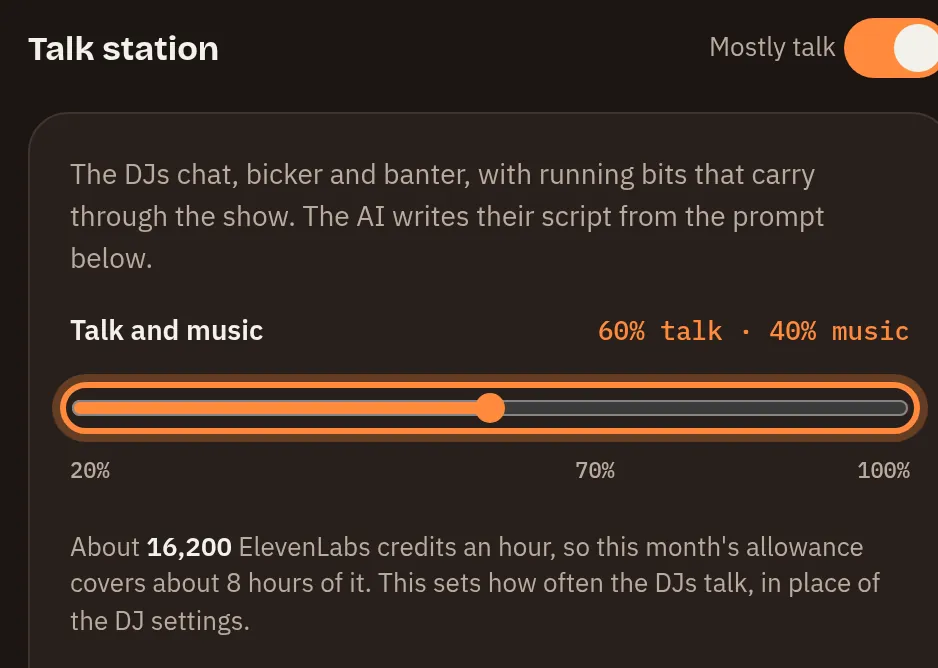 Talk station
Mostly talk
The DJs chat, bicker and banter, with running bits that carry
through the show. The AI writes their script from the prompt
below.
Talk and music
60% talk · 40% music
20%
70%
100%
About 16,200 ElevenLabs credits an hour, so this month's allowance
covers about 8 hours of it. This sets how often the DJs talk, in place of
the DJ settings.